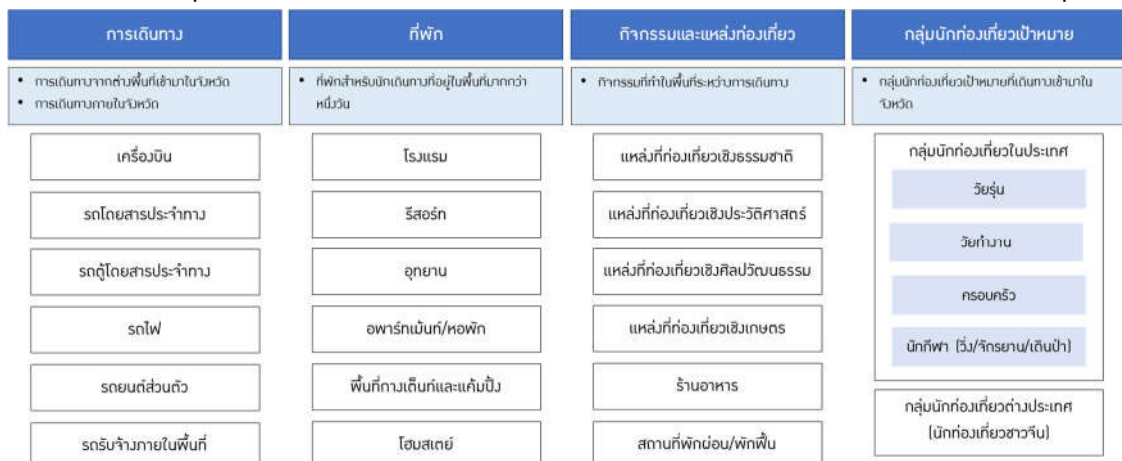 การเดินทาง
• การเดินทางจากต่างพื้นที่เข้ามาในจังหวัด
• การเดินทางภายในจังหวัด
เครื่องบิน
รถโดยสารประจำทาง
รถตู้โดยสารประจำทาง
รถไฟ
รถยนต์ส่วนตัว
รถรับจ้างภายในพื้นที่
ที่พัก
• ที่พักสำหรับนักเดินทางที่อยู่ในพื้นที่มากกว่า
หนึ่งวัน
โรงแรม
รีสอร์ท
อุทยาน
อพาร์ทเม้นท์/หอพัก
พื้นที่กางเต็นท์และแค้มปิ้ง
โฮมสเตย์
กิจกรรมและแหล่งท่องเที่ยว
• กิจกรรมที่ทำในพื้นที่ระหว่างการเดินทาง
แหล่งที่ท่องเที่ยวเชิงธรรมชาติ
แหล่งที่ท่องเที่ยวเชิงประวัติศาสตร์
แหล่งที่ท่องเที่ยวเชิงศิลปวัฒนธรรม
แหล่งที่ท่องเที่ยวเชิงเกษตร
ร้านอาหาร
สถานที่พักผ่อน/พักฟื้น
กลุ่มนักท่องเที่ยวเป้าหมาย
• กลุ่มนักท่องเที่ยวเป้าหมายที่เดินทางเข้ามาใน
จังหวัด
กลุ่มนักท่องเที่ยวในประเทศ
วัยรุ่น
วัยทำงาน
ครอบครัว
นักกีฬา (วิ่ง/จักรยาน/เดินป่า)
กลุ่มนักท่องเที่ยวต่างประเทศ
(นักท่องเที่ยวชาวจีน)